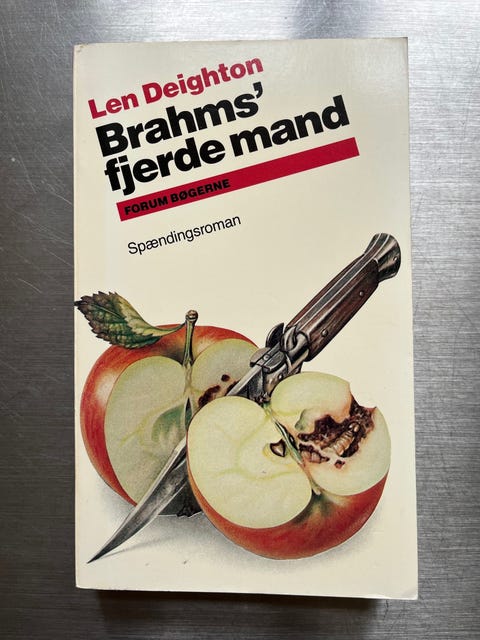 Len Deighton
Brahms'
fjerde mand
FORUM BØGERNE
Spændingsroman